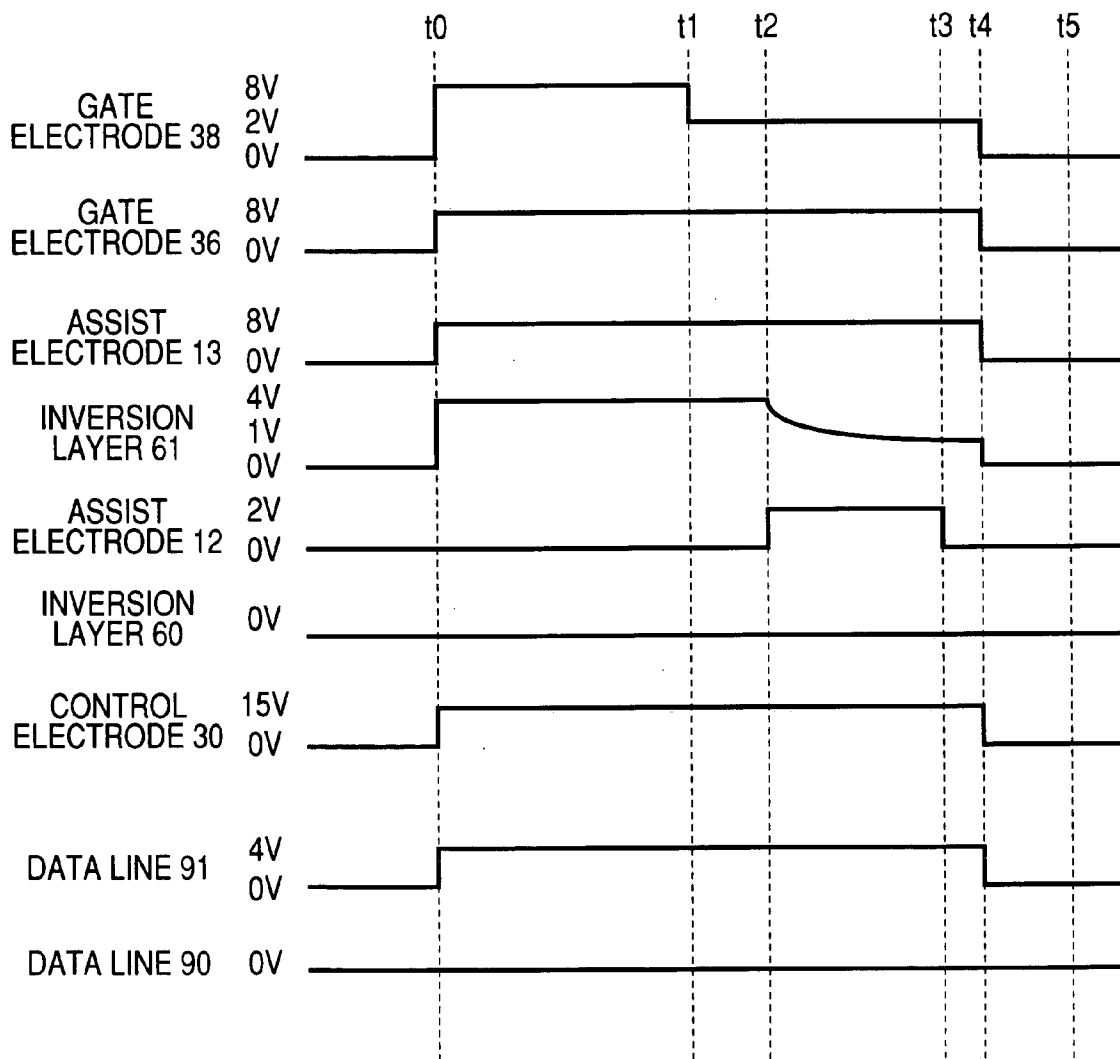 t0 t1 t2 t3 t4 t5
GATE
ELECTRODE 38
8V
2V
0V
GATE
ELECTRODE 36
8V
0V
ASSIST
ELECTRODE 13
8V
0V
INVERSION
LAYER 61
4V
1V
0V
ASSIST
ELECTRODE 12
2V
0V
INVERSION
LAYER 60
0V
CONTROL
ELECTRODE 30
15V
0V
DATA LINE 91
4V
0V
DATA LINE 90
0V